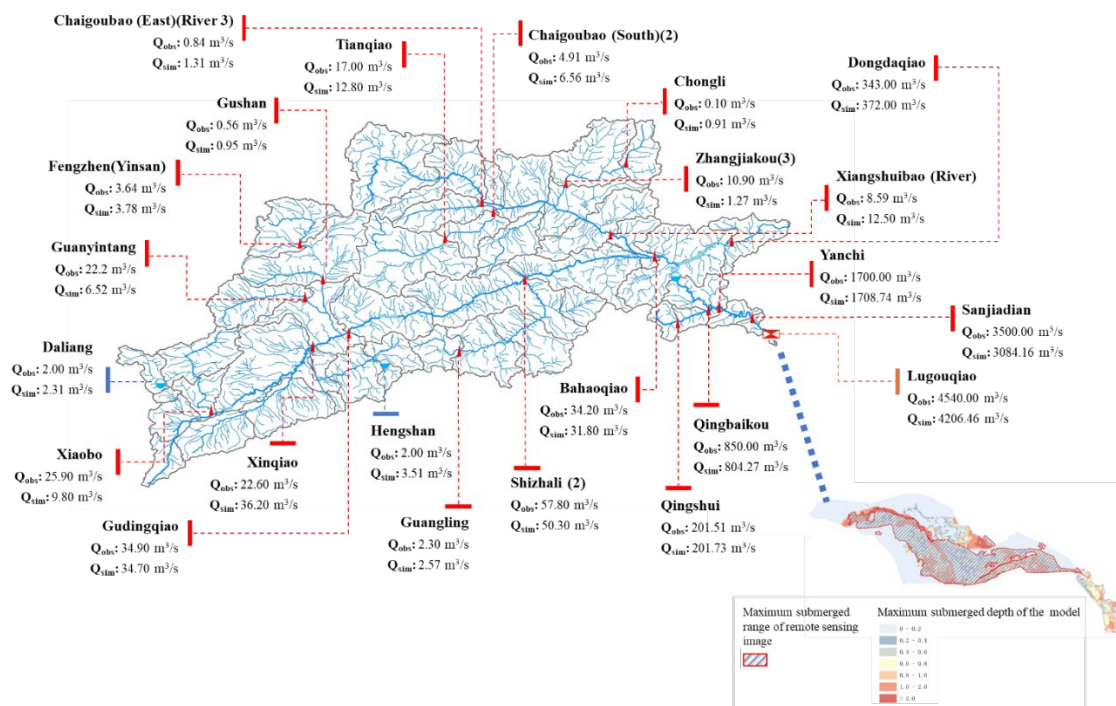 Chaigoubao (East)(River 3)
Qobs: 0.84 m³/s
Qsim: 1.31 m³/s
Tianqiao
Qobs: 17.00 m³/s
Qsim: 12.80 m³/s
Chaigoubao (South)(2)
Qobs: 4.91 m³/s
Qsim: 6.56 m³/s
Chongli
Qobs: 0.10 m³/s
Qsim: 0.91 m³/s
Dongdaqiao
Qobs: 343.00 m³/s
Qsim: 372.00 m³/s
Gushan
Qobs: 0.56 m³/s
Qsim: 0.95 m³/s
Zhangjiakou(3)
Qobs: 10.90 m³/s
Qsim: 1.27 m³/s
Fengzhen(Yinsan)
Qobs: 3.64 m³/s
Qsim: 3.78 m³/s
Xiangshuibao (River)
Qobs: 8.59 m³/s
Qsim: 12.50 m³/s
Guanyintang
Qobs: 22.2 m³/s
Qsim: 6.52 m³/s
Yanchi
Qobs: 1700.00 m³/s
Qsim: 1708.74 m³/s
Sanjiadian
Qobs: 3500.00 m³/s
Qsim: 3084.16 m³/s
Daliang
Qobs: 2.00 m³/s
Qsim: 2.31 m³/s
Lugouqiao
Qobs: 4540.00 m³/s
Qsim: 4206.46 m³/s
Bahaoqiao
Qobs: 34.20 m³/s
Qsim: 31.80 m³/s
Qingbaikou
Qobs: 850.00 m³/s
Qsim: 804.27 m³/s
Hengshan
Qobs: 2.00 m³/s
Qsim: 3.51 m³/s
Xiaobo
Qobs: 25.90 m³/s
Qsim: 9.80 m³/s
Xinqiao
Qobs: 22.60 m³/s
Qsim: 36.20 m³/s
Shizhali (2)
Qobs: 57.80 m³/s
Qsim: 50.30 m³/s
Qingshui
Qobs: 201.51 m³/s
Qsim: 201.73 m³/s
Gudingqiao
Qobs: 34.90 m³/s
Qsim: 34.70 m³/s
Guangling
Qobs: 2.30 m³/s
Qsim: 2.57 m³/s
Maximum submerged
range of remote sensing
image
Maximum submerged depth of the model
0 - 0.2
0.2 - 0.4
0.4 - 0.6
0.6 - 0.8
0.8 - 1.0
1.0 - 2.0
> 2.0